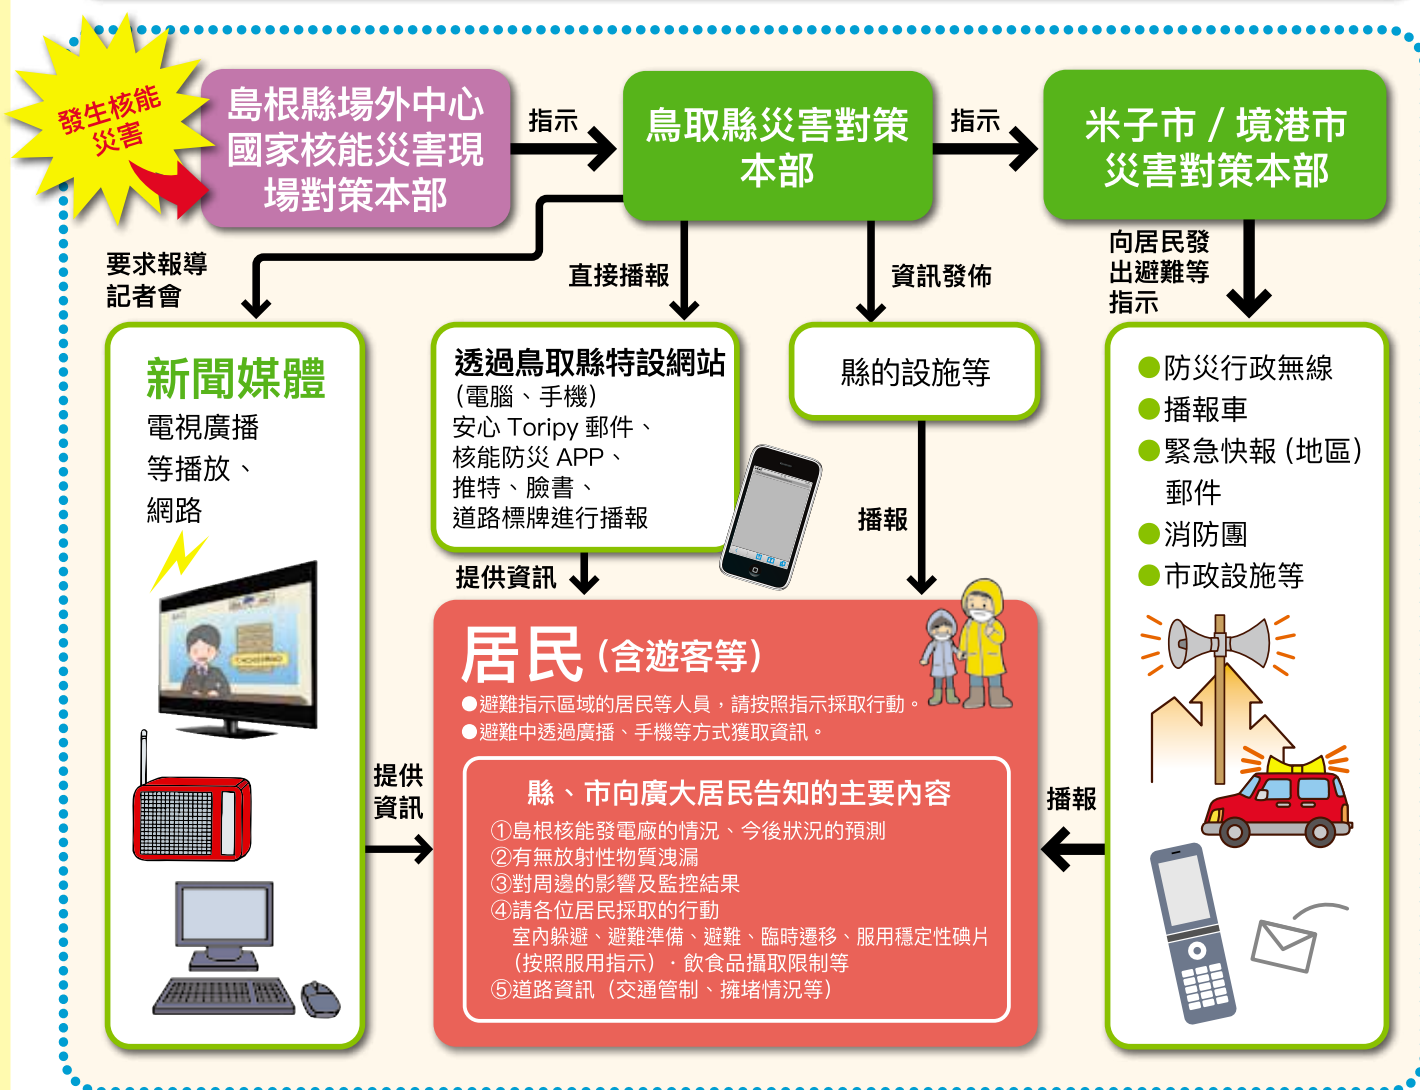 發生核能
災害
島根縣場外中心
國家核能災害現
場對策本部
指示
鳥取縣災害對策
本部
指示
米子市 / 境港市
災害對策本部
要求報導
記者會
直接播報
資訊發佈
向居民發
出避難等
指示
新聞媒體
電視廣播
等播放、
網路
透過鳥取縣特設網站
（電腦、手機）
安心 Toripy 郵件、
核能防災 APP、
推特、臉書、
道路標牌進行播報
縣的設施等
●防災行政無線
●播報車
●緊急快報（地區）
郵件
●消防團
●市政設施等
提供資訊
播報
居民（含遊客等）
●避難指示區域的居民等人員，請按照指示採取行動。
●避難中透過廣播、手機等方式獲取資訊。
提供
資訊
播報
縣、市向廣大居民告知的主要內容
①島根核能發電廠的情況、今後狀況的預測
②有無放射性物質洩漏
③對周邊的影響及監控結果
④請各位居民採取的行動
室內躲避、避難準備、避難、臨時遷移、服用穩定性碘片
（按照服用指示）．飲食品攝取限制等
⑤道路資訊（交通管制、擁堵情況等）